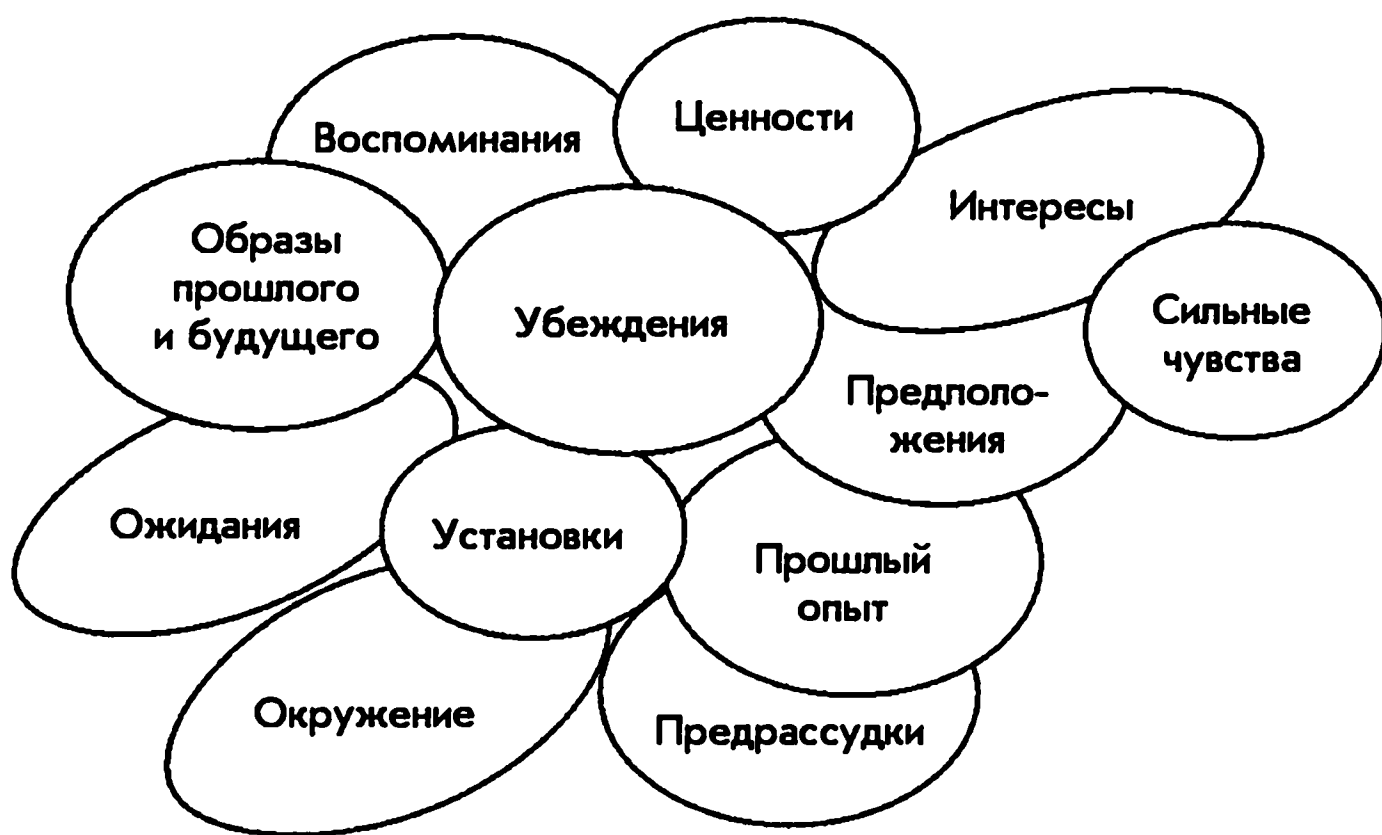 Воспоминания
Ценности
Интересы
Образы
прошлого
и будущего
Убеждения
Сильные
чувства
Предполо-
жения
Ожидания
Установки
Прошлый
опыт
Окружение
Предрассудки